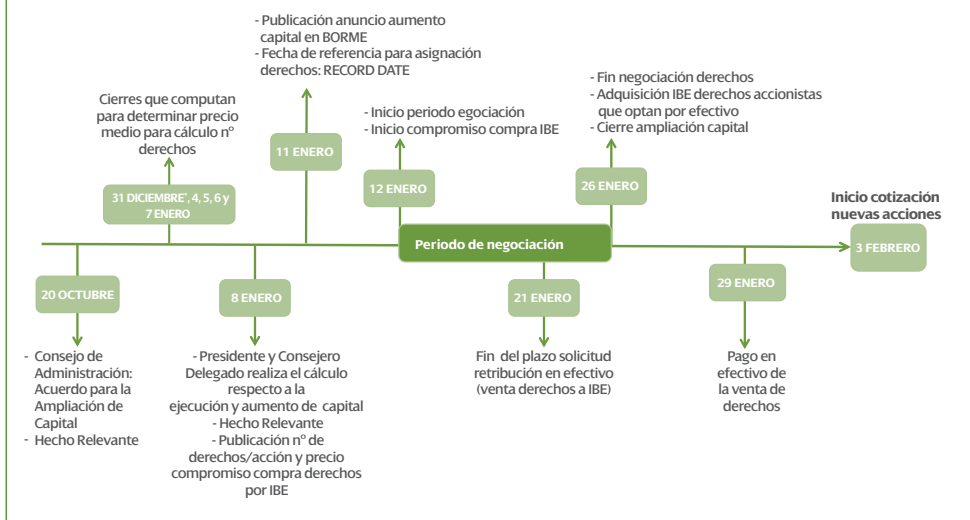 - Publicación anuncio aumento
capital en BORME
- Fecha de referencia para asignación
derechos: RECORD DATE
11 ENERO
Cierres que computan
para determinar precio
medio para cálculo nº
derechos
31 DICIEMBRE*, 4, 5, 6 y
7 ENERO
- Inicio periodo egociación
- Inicio compromiso compra IBE
12 ENERO
- Fin negociación derechos
- Adquisición IBE derechos accionistas
que optan por efectivo
- Cierre ampliación capital
26 ENERO
Inicio cotización
nuevas acciones
3 FEBRERO
Periodo de negociación
20 OCTUBRE
- Consejo de
Administración:
Acuerdo para la
Ampliación de
Capital
- Hecho Relevante
8 ENERO
- Presidente y Consejero
Delegado realiza el cálculo
respecto a la
ejecución y aumento de capital
- Hecho Relevante
- Publicación nº de
derechos/acción y precio
compromiso compra derechos
por IBE
21 ENERO
Fin del plazo solicitud
retribución en efectivo
(venta derechos a IBE)
29 ENERO
Pago en
efectivo de
la venta de
derechos